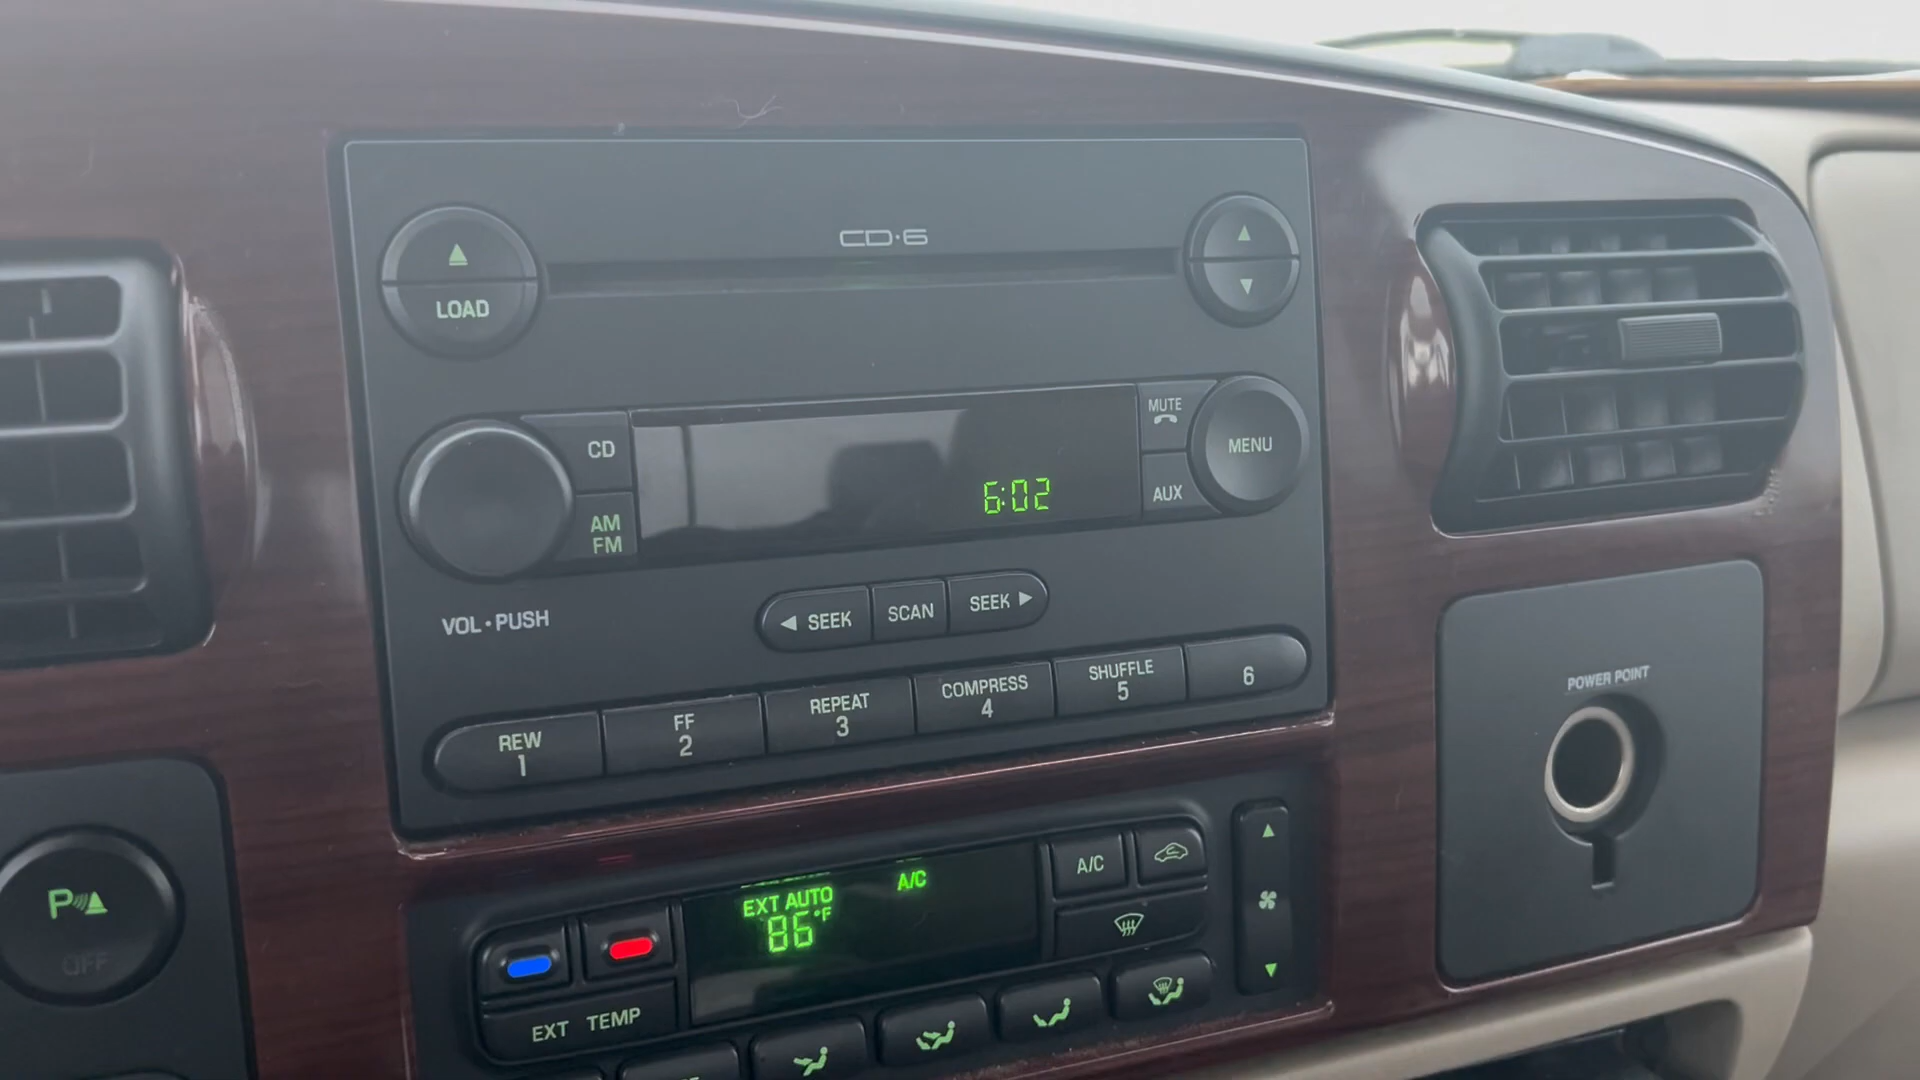 CD·6
LOAD
CD
MUTE
MENU
AM
FM
6:02
AUX
VOL • PUSH
SEEK
SCAN
SEEK
REW
1
FF
2
REPEAT
3
COMPRESS
4
SHUFFLE
5
6
POWER POINT
A/C
EXT AUTO
86°F
A/C
P
OFF
EXT TEMP